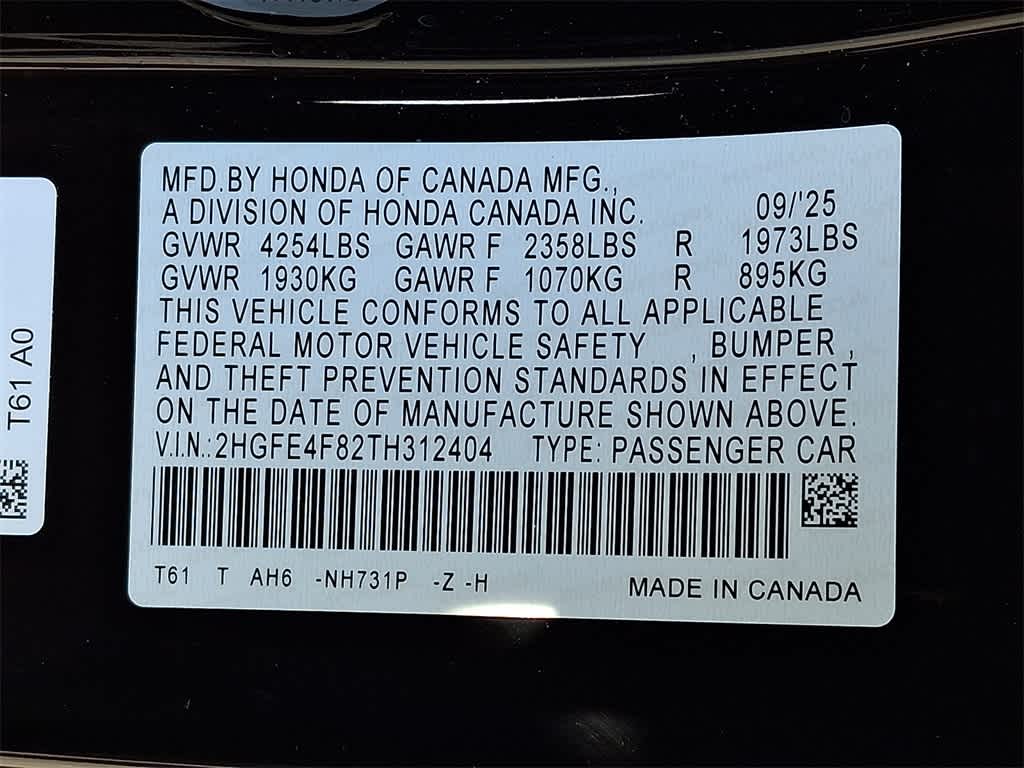 MFD.BY HONDA OF CANADA MFG.,
A DIVISION OF HONDA CANADA INC. 09/'25
GVWR 4254LBS GAWR F 2358LBS R 1973LBS
GVWR 1930KG GAWR F 1070KG R 895KG
THIS VEHICLE CONFORMS TO ALL APPLICABLE
FEDERAL MOTOR VEHICLE SAFETY , BUMPER ,
AND THEFT PREVENTION STANDARDS IN EFFECT
ON THE DATE OF MANUFACTURE SHOWN ABOVE.
V.I.N.:2HGFE4F82TH312404 TYPE: PASSENGER CAR
T61 T AH6 -NH731P -Z -H MADE IN CANADA
T61 A0